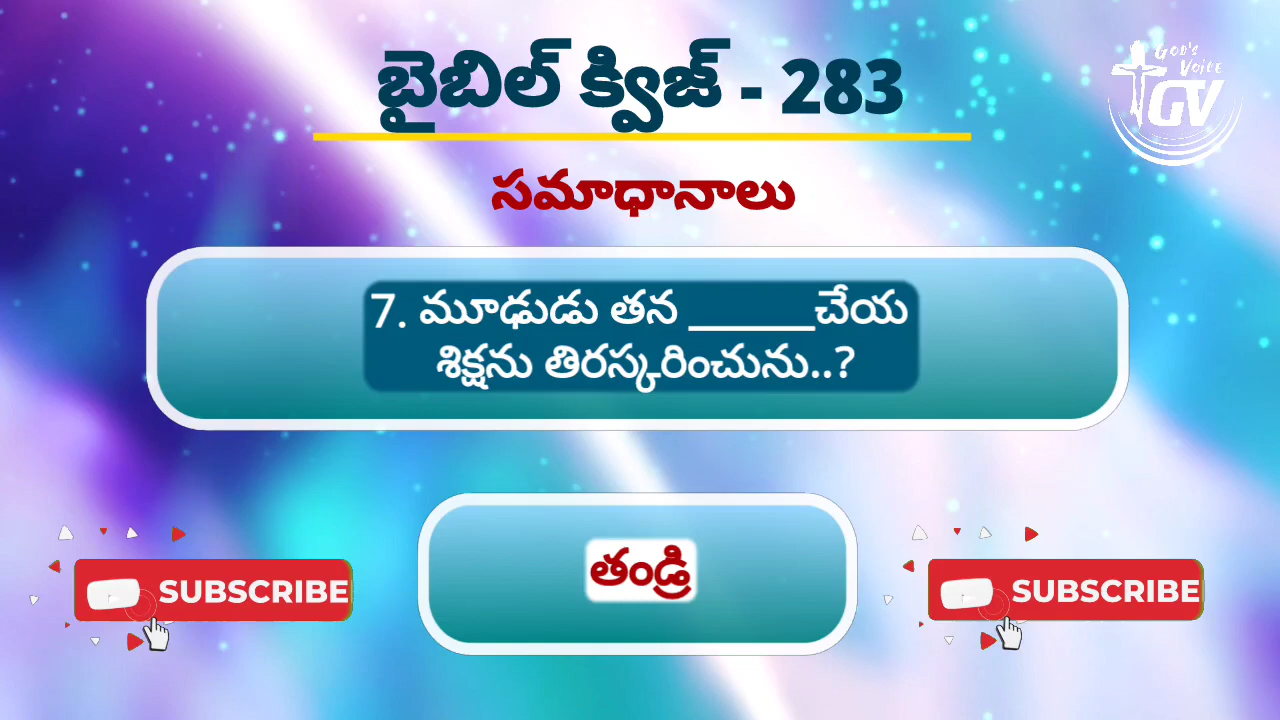 బైబిల్ క్విజ్ - 283
GOD'S
VOICE
GV
సమాధానాలు
7. మూఢుడు తన ______చేయ
శిక్షను తిరస్కరించును..?
తండ్రి
SUBSCRIBE
SUBSCRIBE